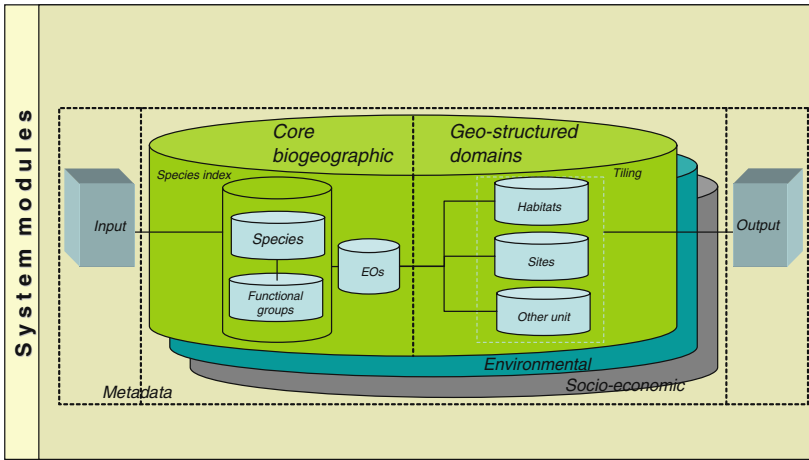 System modules
Core
biogeographic
Geo-structured
domains
Species index
Tiling
Input
Species
Functional
groups
EOs
Habitats
Sites
Other unit
Output
Environmental
Socio-economic
Metadata